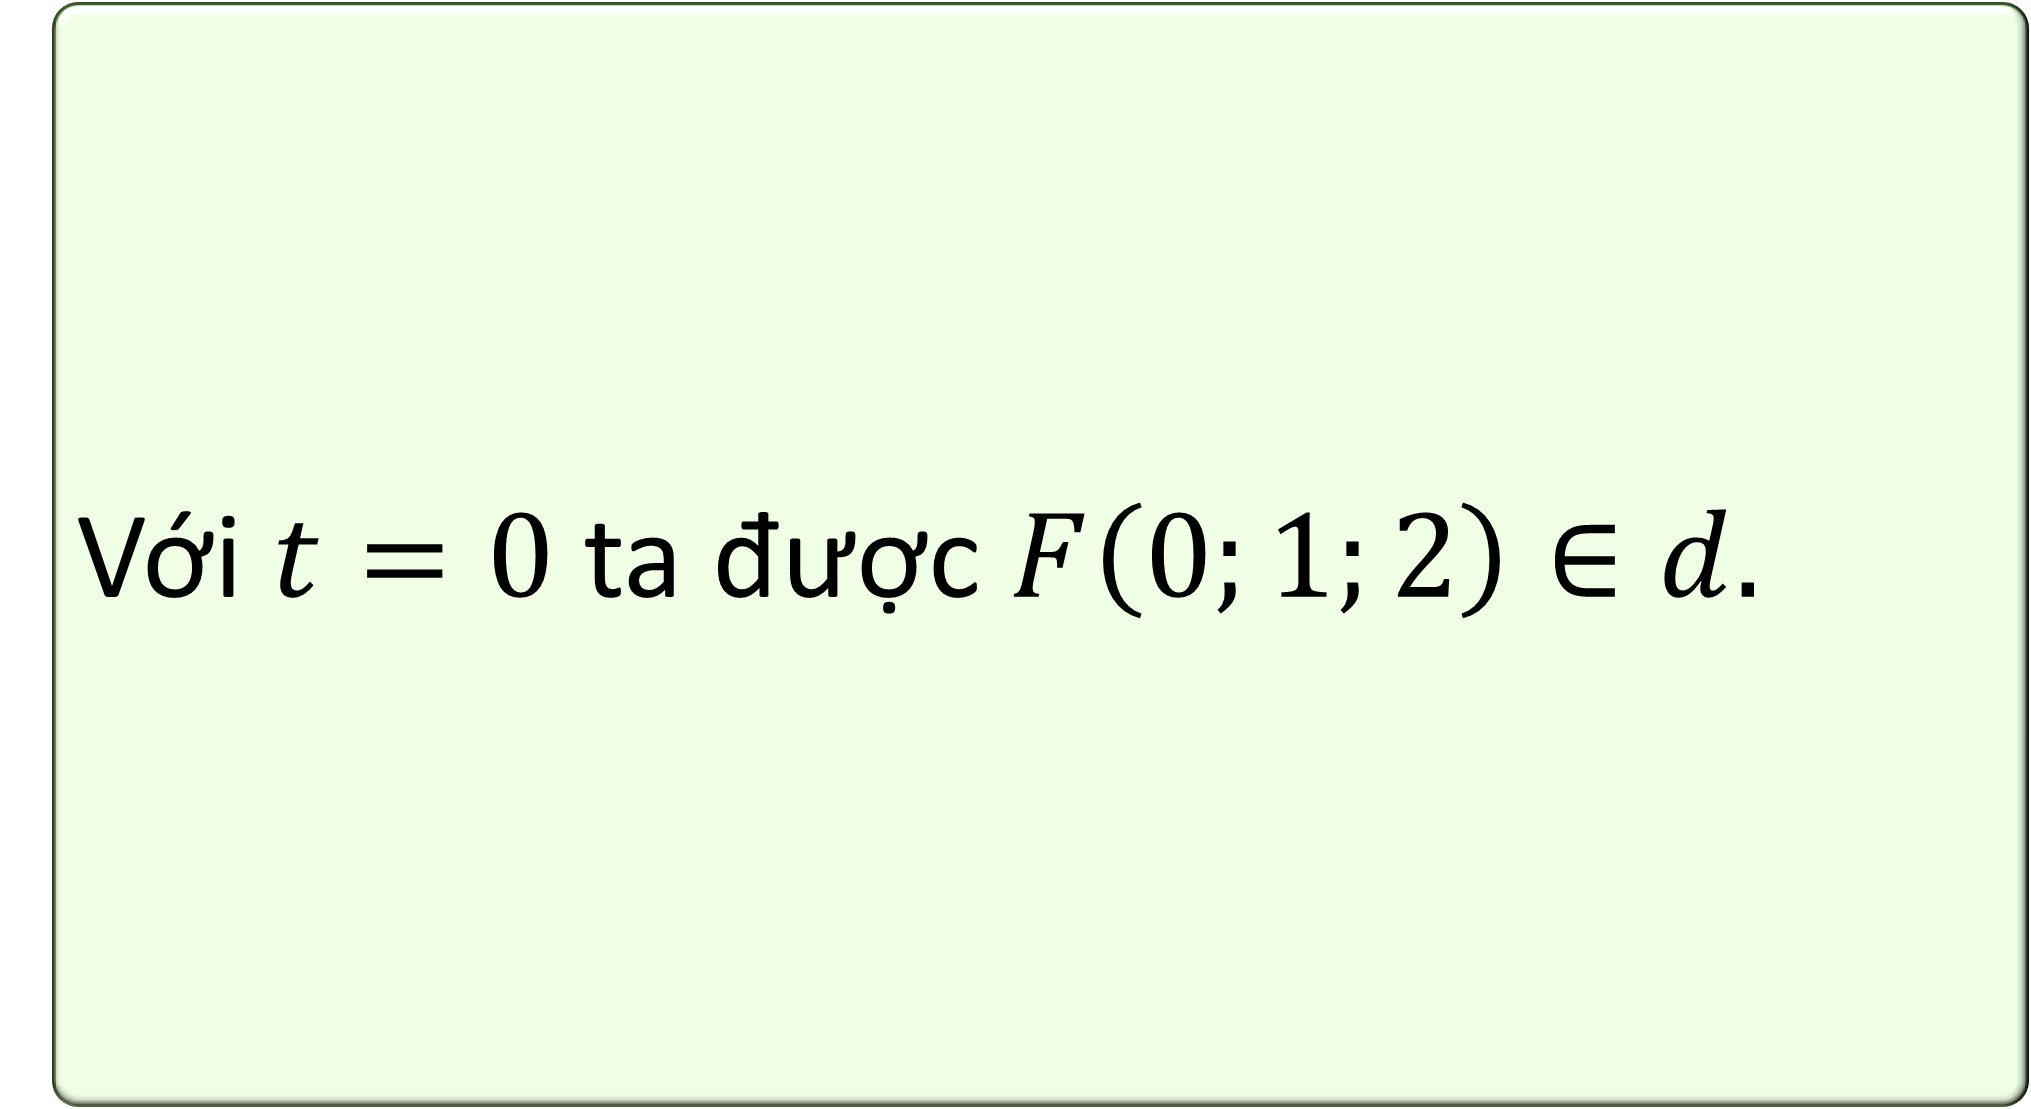 Với t = 0 ta được F(0; 1; 2) ∈ d.